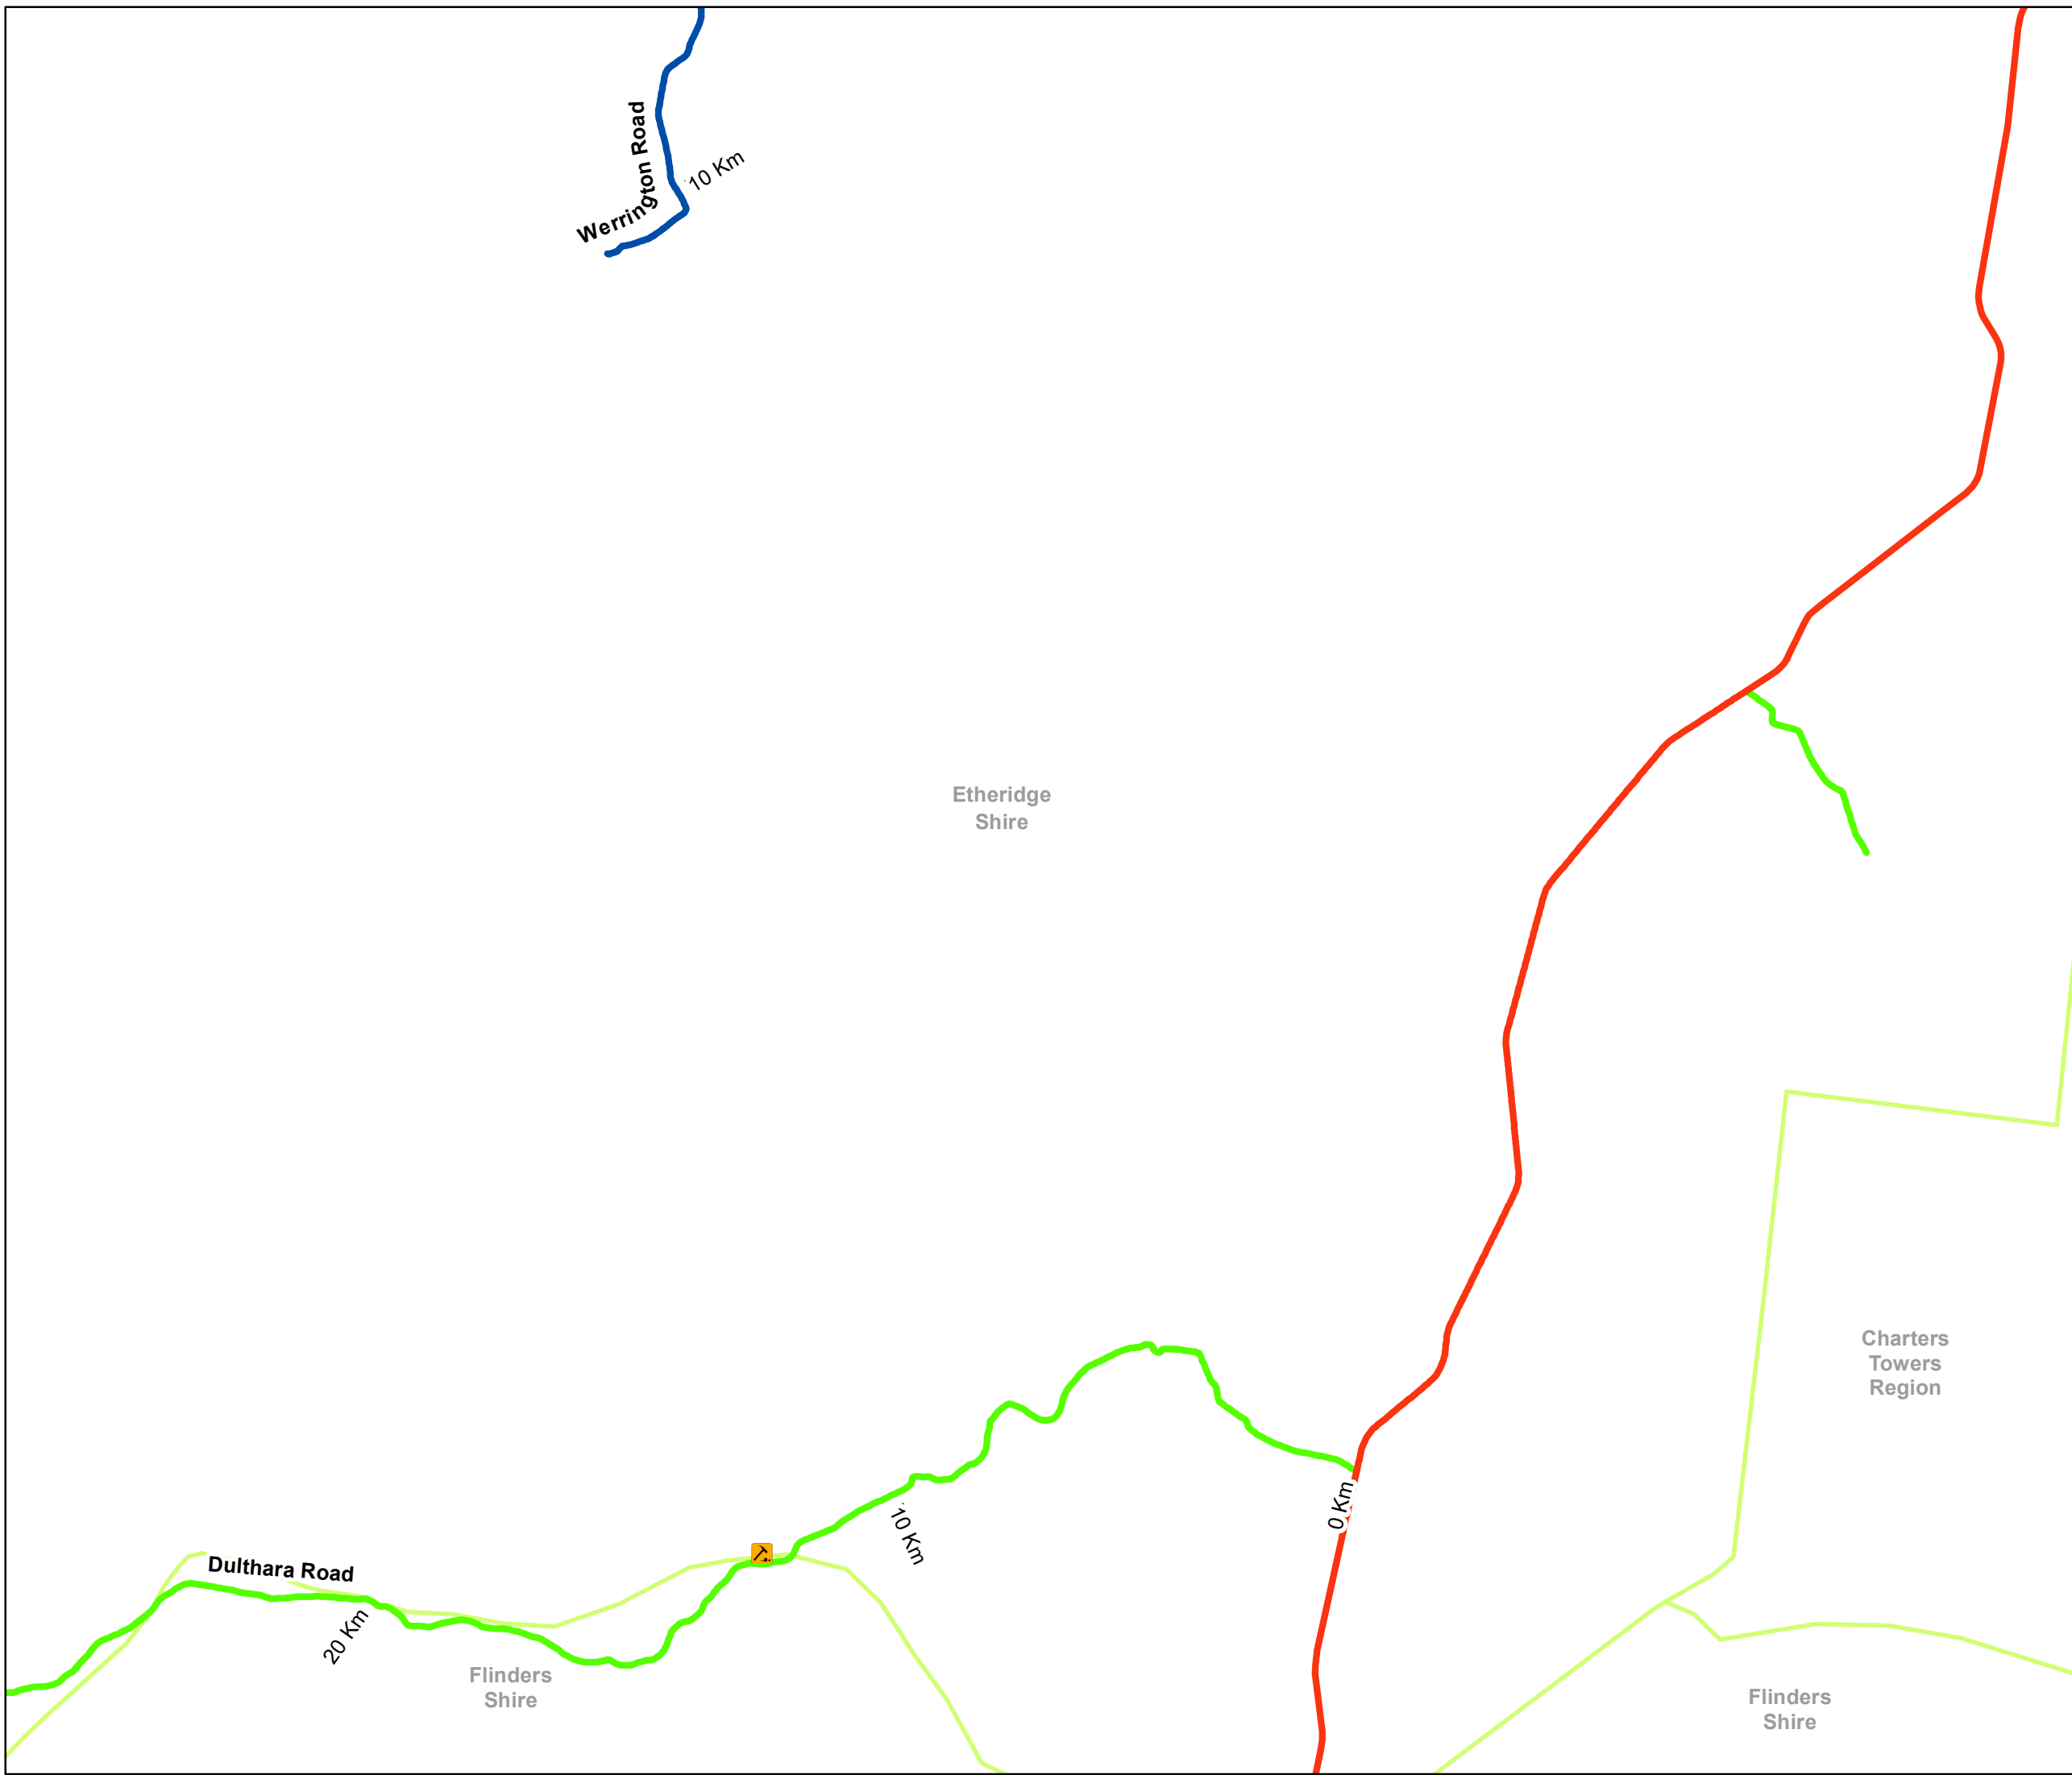 Werrington Road
10 Km
Etheridge
Shire
Charters
Towers
Region
0 Km
10 Km
Dulthara Road
20 Km
Flinders
Shire
Flinders
Shire